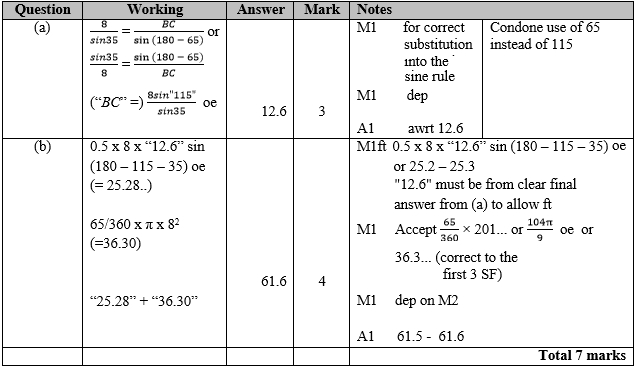 Question Working Answer Mark Notes
(a) 8/sin35 = BC/sin (180 – 65) or
sin35/8 = sin (180 – 65)/BC
("BC" =) 8sin"115"/sin35 oe
12.6 3
M1 for correct
substitution
into the
sine rule
M1 dep
A1 awrt 12.6
Condone use of 65
instead of 115
(b) 0.5 x 8 x “12.6” sin
(180 – 115 – 35) oe
(= 25.28..)
65/360 x π x 8²
(=36.30)
“25.28” + “36.30”
61.6 4
M1ft 0.5 x 8 x “12.6” sin (180 – 115 – 35) oe
or 25.2 – 25.3
"12.6" must be from clear final
answer from (a) to allow ft
M1 Accept 65/360 × 201... or 104π/9 oe or
36.3... (correct to the
first 3 SF)
M1 dep on M2
A1 61.5 - 61.6
Total 7 marks